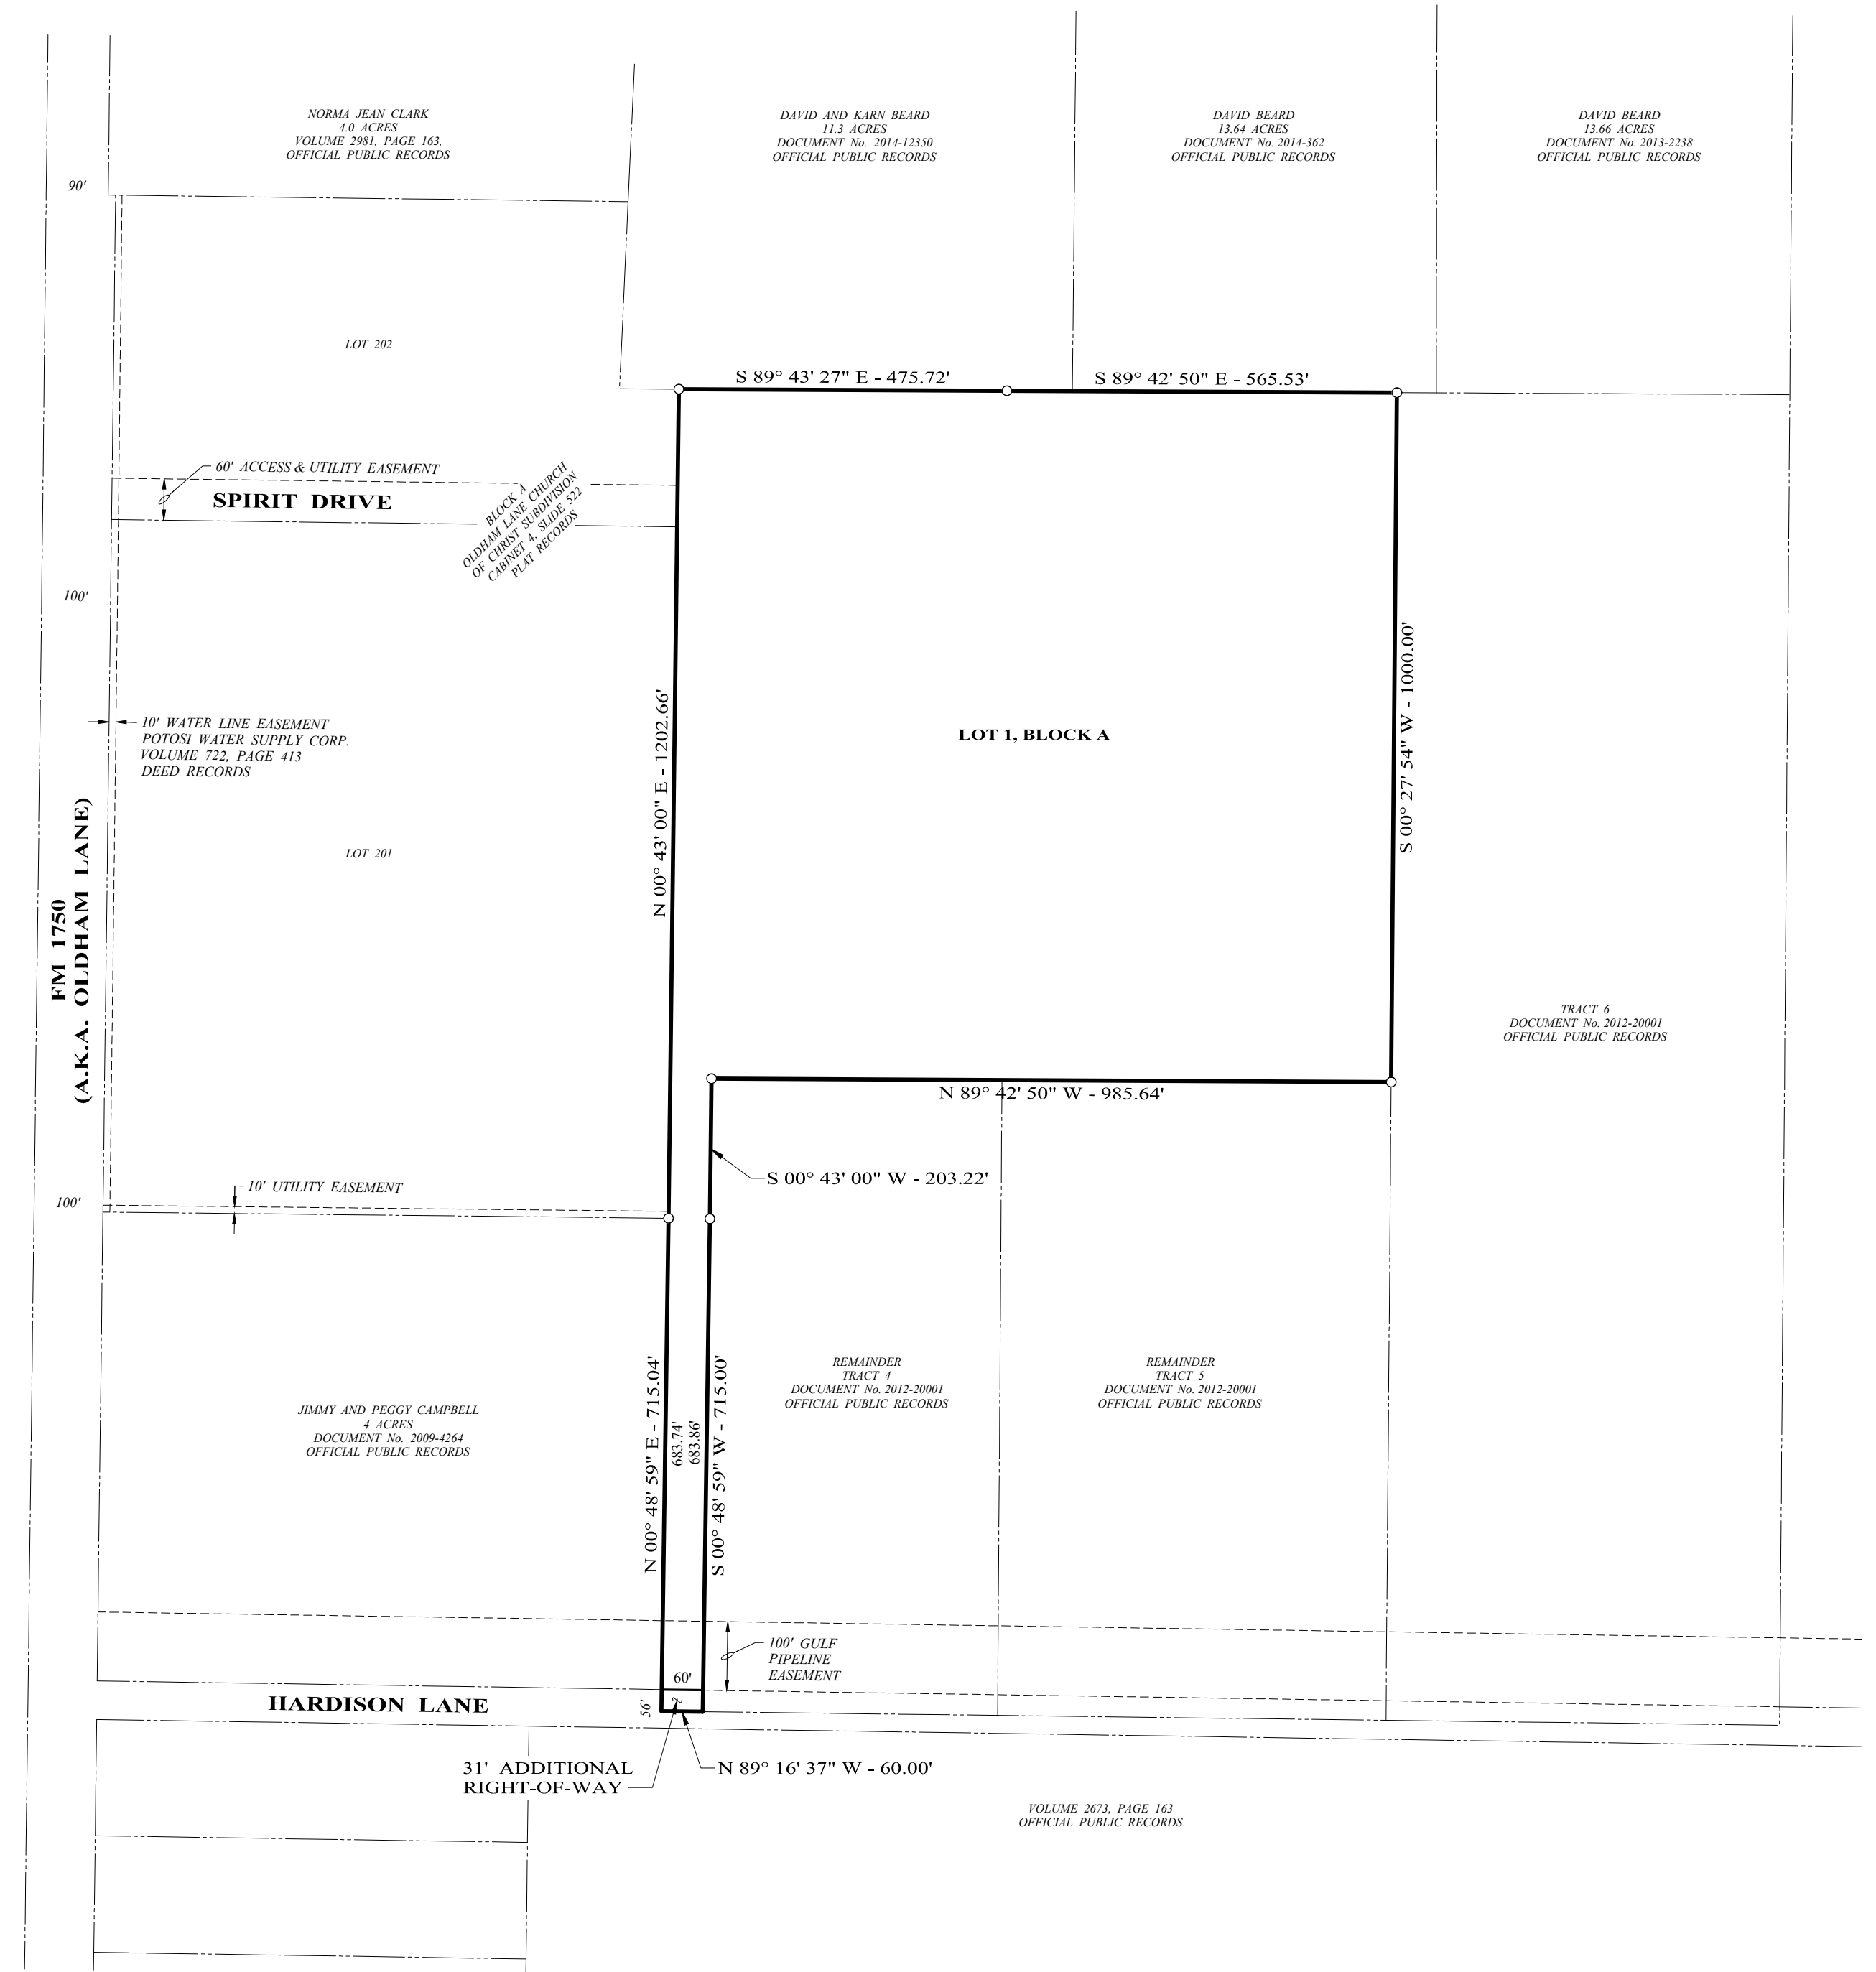 NORMA JEAN CLARK
4.0 ACRES
VOLUME 2981, PAGE 163,
OFFICIAL PUBLIC RECORDS
DAVID AND KARN BEARD
11.3 ACRES
DOCUMENT No. 2014-12350
OFFICIAL PUBLIC RECORDS
DAVID BEARD
13.64 ACRES
DOCUMENT No. 2014-362
OFFICIAL PUBLIC RECORDS
DAVID BEARD
13.66 ACRES
DOCUMENT No. 2013-2238
OFFICIAL PUBLIC RECORDS
90'
LOT 202
S 89° 43' 27" E - 475.72'
S 89° 42' 50" E - 565.53'
60' ACCESS & UTILITY EASEMENT
SPIRIT DRIVE
BLOCK A
OLDHAM LANE CHURCH
OF CHRIST SUBDIVISION
CABINET 4, SLIDE 522
PLAT RECORDS
100'
N 00° 43' 00" E - 1202.66'
LOT 1, BLOCK A
S 00° 27' 54" W - 1000.00'
10' WATER LINE EASEMENT
POTOSI WATER SUPPLY CORP.
VOLUME 722, PAGE 413
DEED RECORDS
LOT 201
FM 1750
(A.K.A. OLDHAM LANE)
TRACT 6
DOCUMENT No. 2012-20001
OFFICIAL PUBLIC RECORDS
N 89° 42' 50" W - 985.64'
S 00° 43' 00" W - 203.22'
10' UTILITY EASEMENT
100'
N 00° 48' 59" E - 715.04'
683.74'
683.86'
S 00° 48' 59" W - 715.00'
REMAINDER
TRACT 4
DOCUMENT No. 2012-20001
OFFICIAL PUBLIC RECORDS
REMAINDER
TRACT 5
DOCUMENT No. 2012-20001
OFFICIAL PUBLIC RECORDS
JIMMY AND PEGGY CAMPBELL
4 ACRES
DOCUMENT No. 2009-4264
OFFICIAL PUBLIC RECORDS
100' GULF
PIPELINE
EASEMENT
60'
56'
HARDISON LANE
31' ADDITIONAL
RIGHT-OF-WAY
N 89° 16' 37" W - 60.00'
VOLUME 2673, PAGE 163
OFFICIAL PUBLIC RECORDS